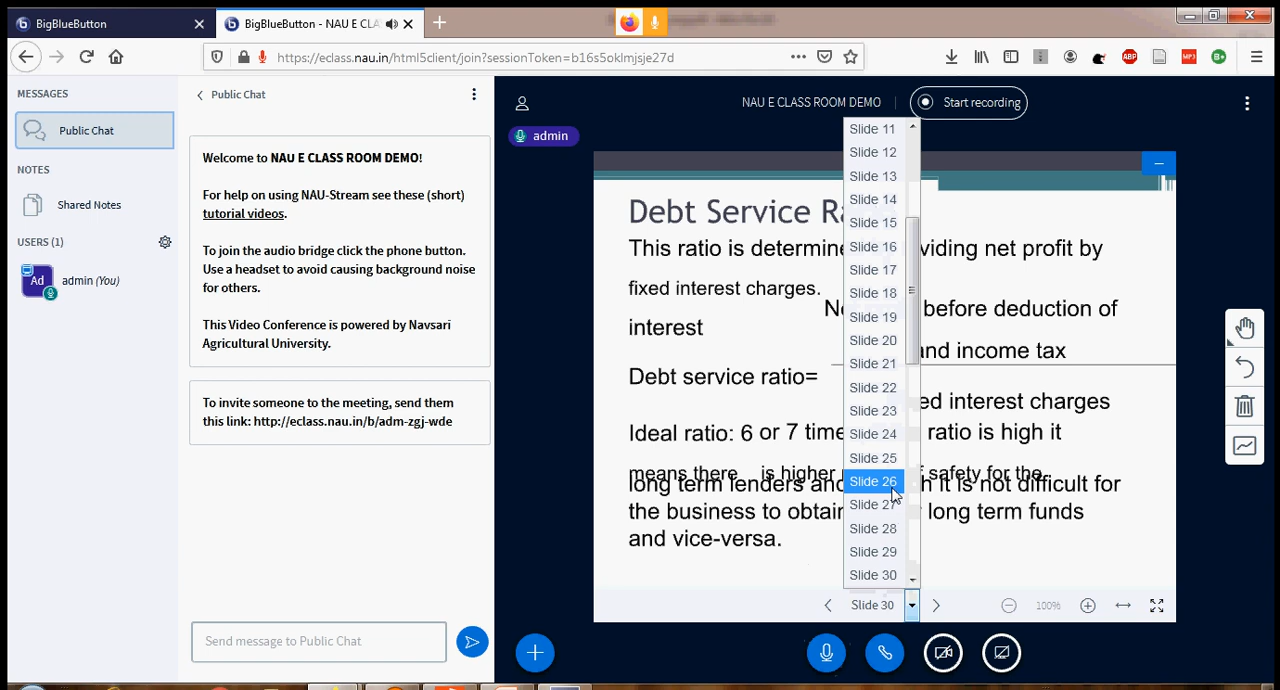 BigBlueButton
BigBlueButton - NAU E CLA
https://eclass.nau.in/html5client/join?sessionToken=b16s5oklmjsje27d
MESSAGES
Public Chat
NOTES
Shared Notes
USERS (1)
Ad
admin (You)
Public Chat
Welcome to NAU E CLASS ROOM DEMO!
For help on using NAU-Stream see these (short)
tutorial videos.
To join the audio bridge click the phone button.
Use a headset to avoid causing background noise
for others.
This Video Conference is powered by Navsari
Agricultural University.
To invite someone to the meeting, send them
this link: http://eclass.nau.in/b/adm-zgj-wde
Send message to Public Chat
NAU E CLASS ROOM DEMO
Start recording
admin
Debt Service Ra
This ratio is determine viding net profit by
fixed interest charges.
Ne before deduction of
interest
and income tax
Debt service ratio=
ed interest charges
Ideal ratio: 6 or 7 time ratio is high it
means there is higher f safety for the
long term lenders and h it is not difficult for
the business to obtain long term funds
and vice-versa.
Slide 11
Slide 12
Slide 13
Slide 14
Slide 15
Slide 16
Slide 17
Slide 18
Slide 19
Slide 20
Slide 21
Slide 22
Slide 23
Slide 24
Slide 25
Slide 26
Slide 27
Slide 28
Slide 29
Slide 30
Slide 30
100%
ABP
MP3
B+